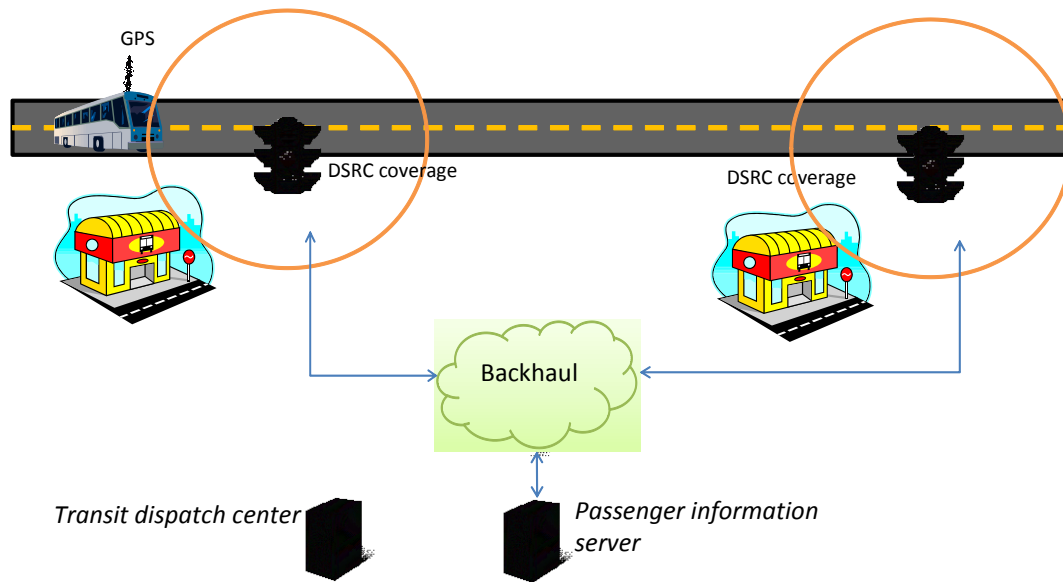 GPS
DSRC coverage
DSRC coverage
Backhaul
Transit dispatch center
Passenger information
server